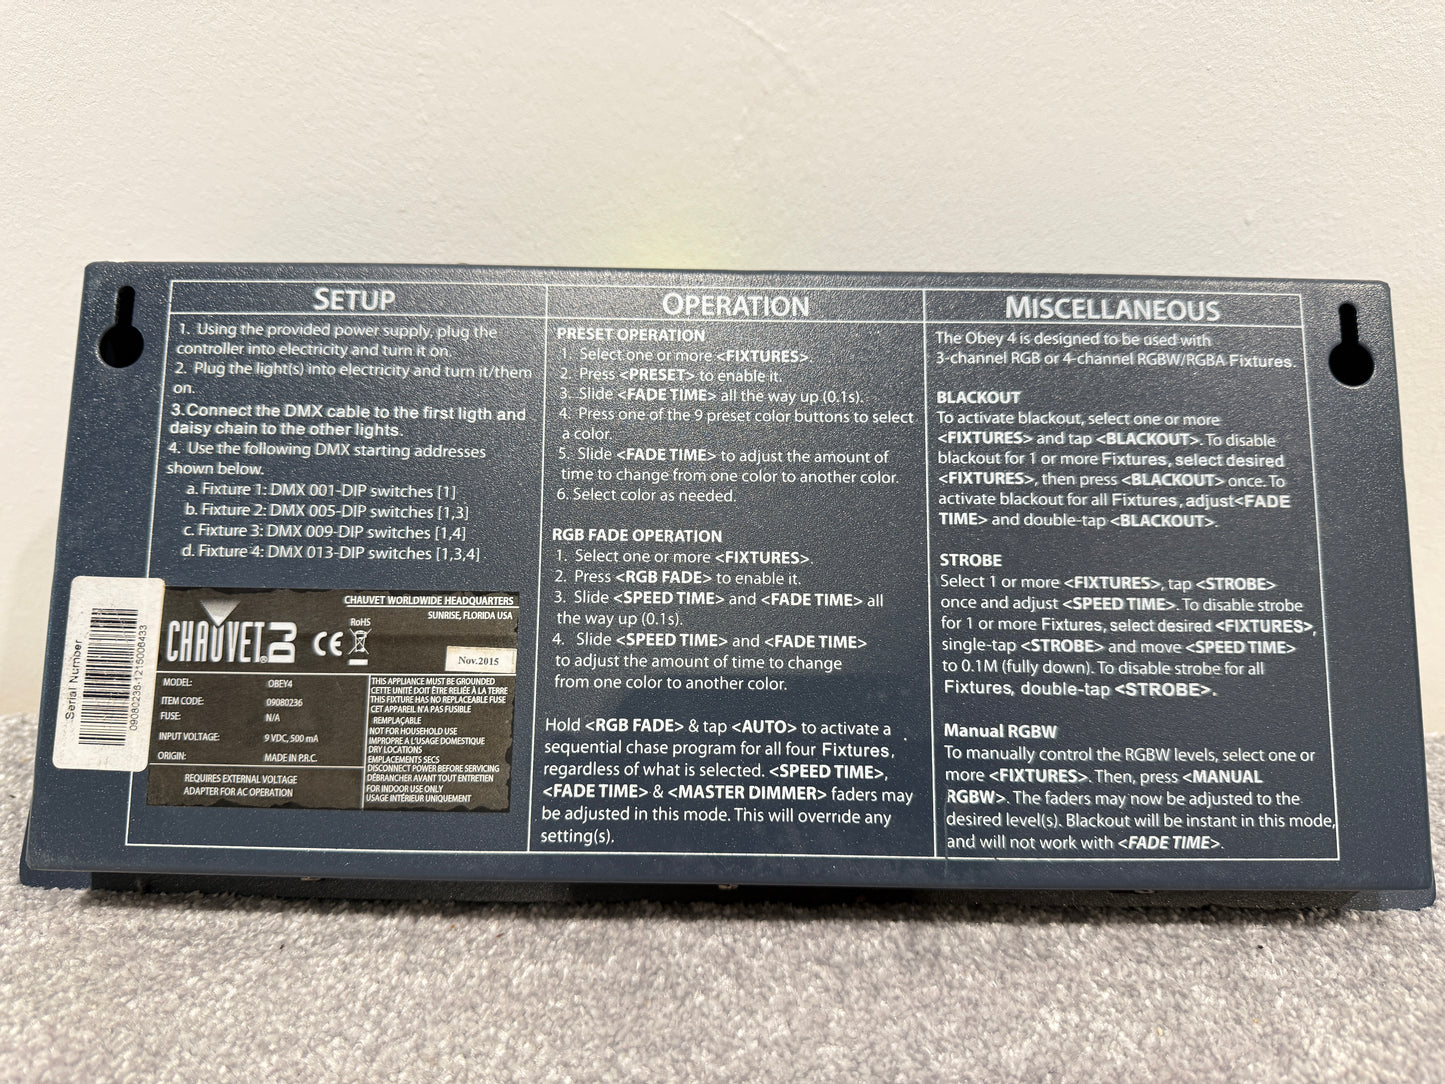 SETUP
1. Using the provided power supply, plug the
controller into electricity and turn it on.
2. Plug the light(s) into electricity and turn it/them
on.
3.Connect the DMX cable to the first ligth and
daisy chain to the other lights.
4. Use the following DMX starting addresses
shown below.
a. Fixture 1: DMX 001-DIP switches [1]
b. Fixture 2: DMX 005-DIP switches [1,3]
c. Fixture 3: DMX 009-DIP switches [1,4]
d. Fixture 4: DMX 013-DIP switches [1,3,4]
Serial Number
09080236-1215006433
CHAUVET DJ
CE
RoHS
CHAUVET WORLDWIDE HEADQUARTERS
SUNRISE, FLORIDA USA
Nov.2015
MODEL: OBEY4
ITEM CODE: 09080236
FUSE: N/A
INPUT VOLTAGE: 9 VDC, 500 mA
ORIGIN: MADE IN P.R.C.
REQUIRES EXTERNAL VOLTAGE
ADAPTER FOR AC OPERATION
THIS APPLIANCE MUST BE GROUNDED
CETTE UNITÉ DOIT ÊTRE RELIÉE À LA TERRE
THIS FIXTURE HAS NO REPLACEABLE FUSE
CET APPAREIL N'A PAS FUSIBLE
REMPLAÇABLE
NOT FOR HOUSEHOLD USE
IMPROPRE A L'USAGE DOMESTIQUE
DRY LOCATIONS
EMPLACEMENTS SECS
DISCONNECT POWER BEFORE SERVICING
DÉBRANCHER AVANT TOUT ENTRETIEN
FOR INDOOR USE ONLY
USAGE INTÉRIEUR UNIQUEMENT
OPERATION
PRESET OPERATION
1. Select one or more <FIXTURES>.
2. Press <PRESET> to enable it.
3. Slide <FADE TIME> all the way up (0.1s).
4. Press one of the 9 preset color buttons to select
a color.
5. Slide <FADE TIME> to adjust the amount of
time to change from one color to another color.
6. Select color as needed.
RGB FADE OPERATION
1. Select one or more <FIXTURES>.
2. Press <RGB FADE> to enable it.
3. Slide <SPEED TIME> and <FADE TIME> all
the way up (0.1s).
4. Slide <SPEED TIME> and <FADE TIME>
to adjust the amount of time to change
from one color to another color.
Hold <RGB FADE> & tap <AUTO> to activate a
sequential chase program for all four Fixtures,
regardless of what is selected. <SPEED TIME>,
<FADE TIME> & <MASTER DIMMER> faders may
be adjusted in this mode. This will override any
setting(s).
MISCELLANEOUS
The Obey 4 is designed to be used with
3-channel RGB or 4-channel RGBW/RGBA Fixtures.
BLACKOUT
To activate blackout, select one or more
<FIXTURES> and tap <BLACKOUT>. To disable
blackout for 1 or more Fixtures, select desired
<FIXTURES>, then press <BLACKOUT> once. To
activate blackout for all Fixtures, adjust<FADE
TIME> and double-tap <BLACKOUT>.
STROBE
Select 1 or more <FIXTURES>, tap <STROBE>
once and adjust <SPEED TIME>. To disable strobe
for 1 or more Fixtures, select desired <FIXTURES>,
single-tap <STROBE> and move <SPEED TIME>
to 0.1M (fully down). To disable strobe for all
Fixtures, double-tap <STROBE>.
Manual RGBW
To manually control the RGBW levels, select one or
more <FIXTURES>. Then, press <MANUAL
RGBW>. The faders may now be adjusted to the
desired level(s). Blackout will be instant in this mode,
and will not work with <FADE TIME>.